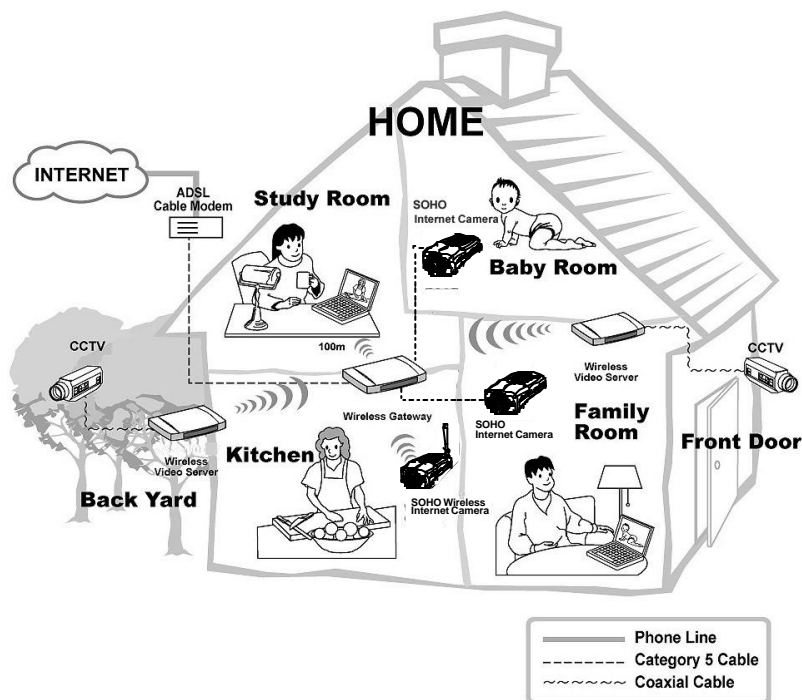 HOME
INTERNET
ADSL
Cable Modem
Study Room
SOHO
Internet Camera
Baby Room
CCTV
100m
Wireless Gateway
Wireless
Video Server
CCTV
Wireless
Video Server
Back Yard
Kitchen
SOHO Wireless
Internet Camera
SOHO
Internet Camera
Family
Room
Front Door
Phone Line
Category 5 Cable
Coaxial Cable